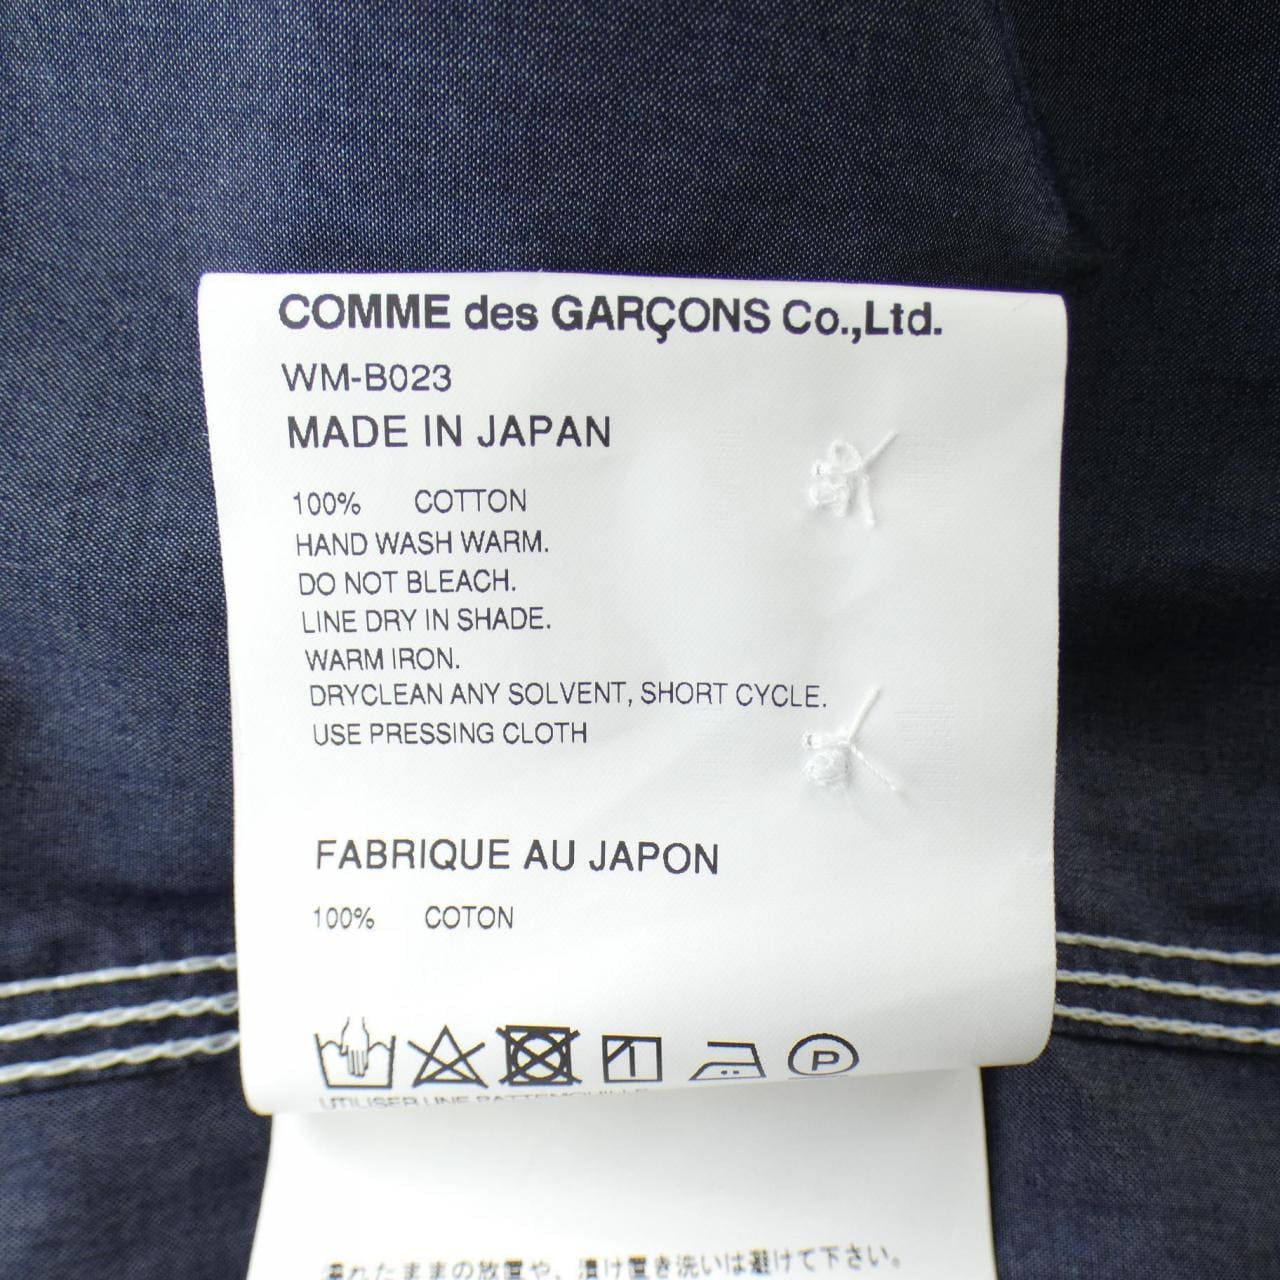 COMME des GARÇONS Co.,Ltd.
WM-B023
MADE IN JAPAN
100% COTTON
HAND WASH WARM.
DO NOT BLEACH.
LINE DRY IN SHADE.
WARM IRON.
DRYCLEAN ANY SOLVENT, SHORT CYCLE.
USE PRESSING CLOTH
FABRIQUE AU JAPON
100% COTON
P
UTILISER UNE PATTEMOUILLE
濡れたままの放置や、漬け置き洗いは避けて下さい。